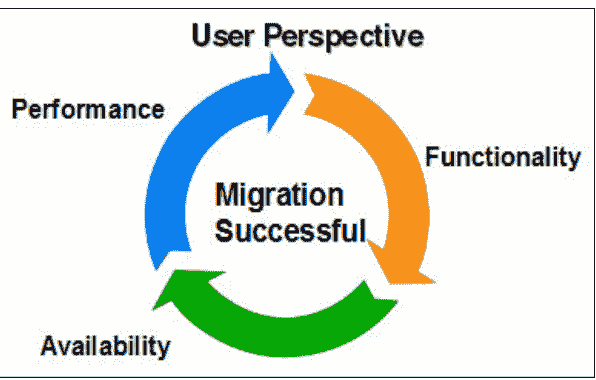 User Perspective
Performance
Functionality
Migration
Successful
Availability